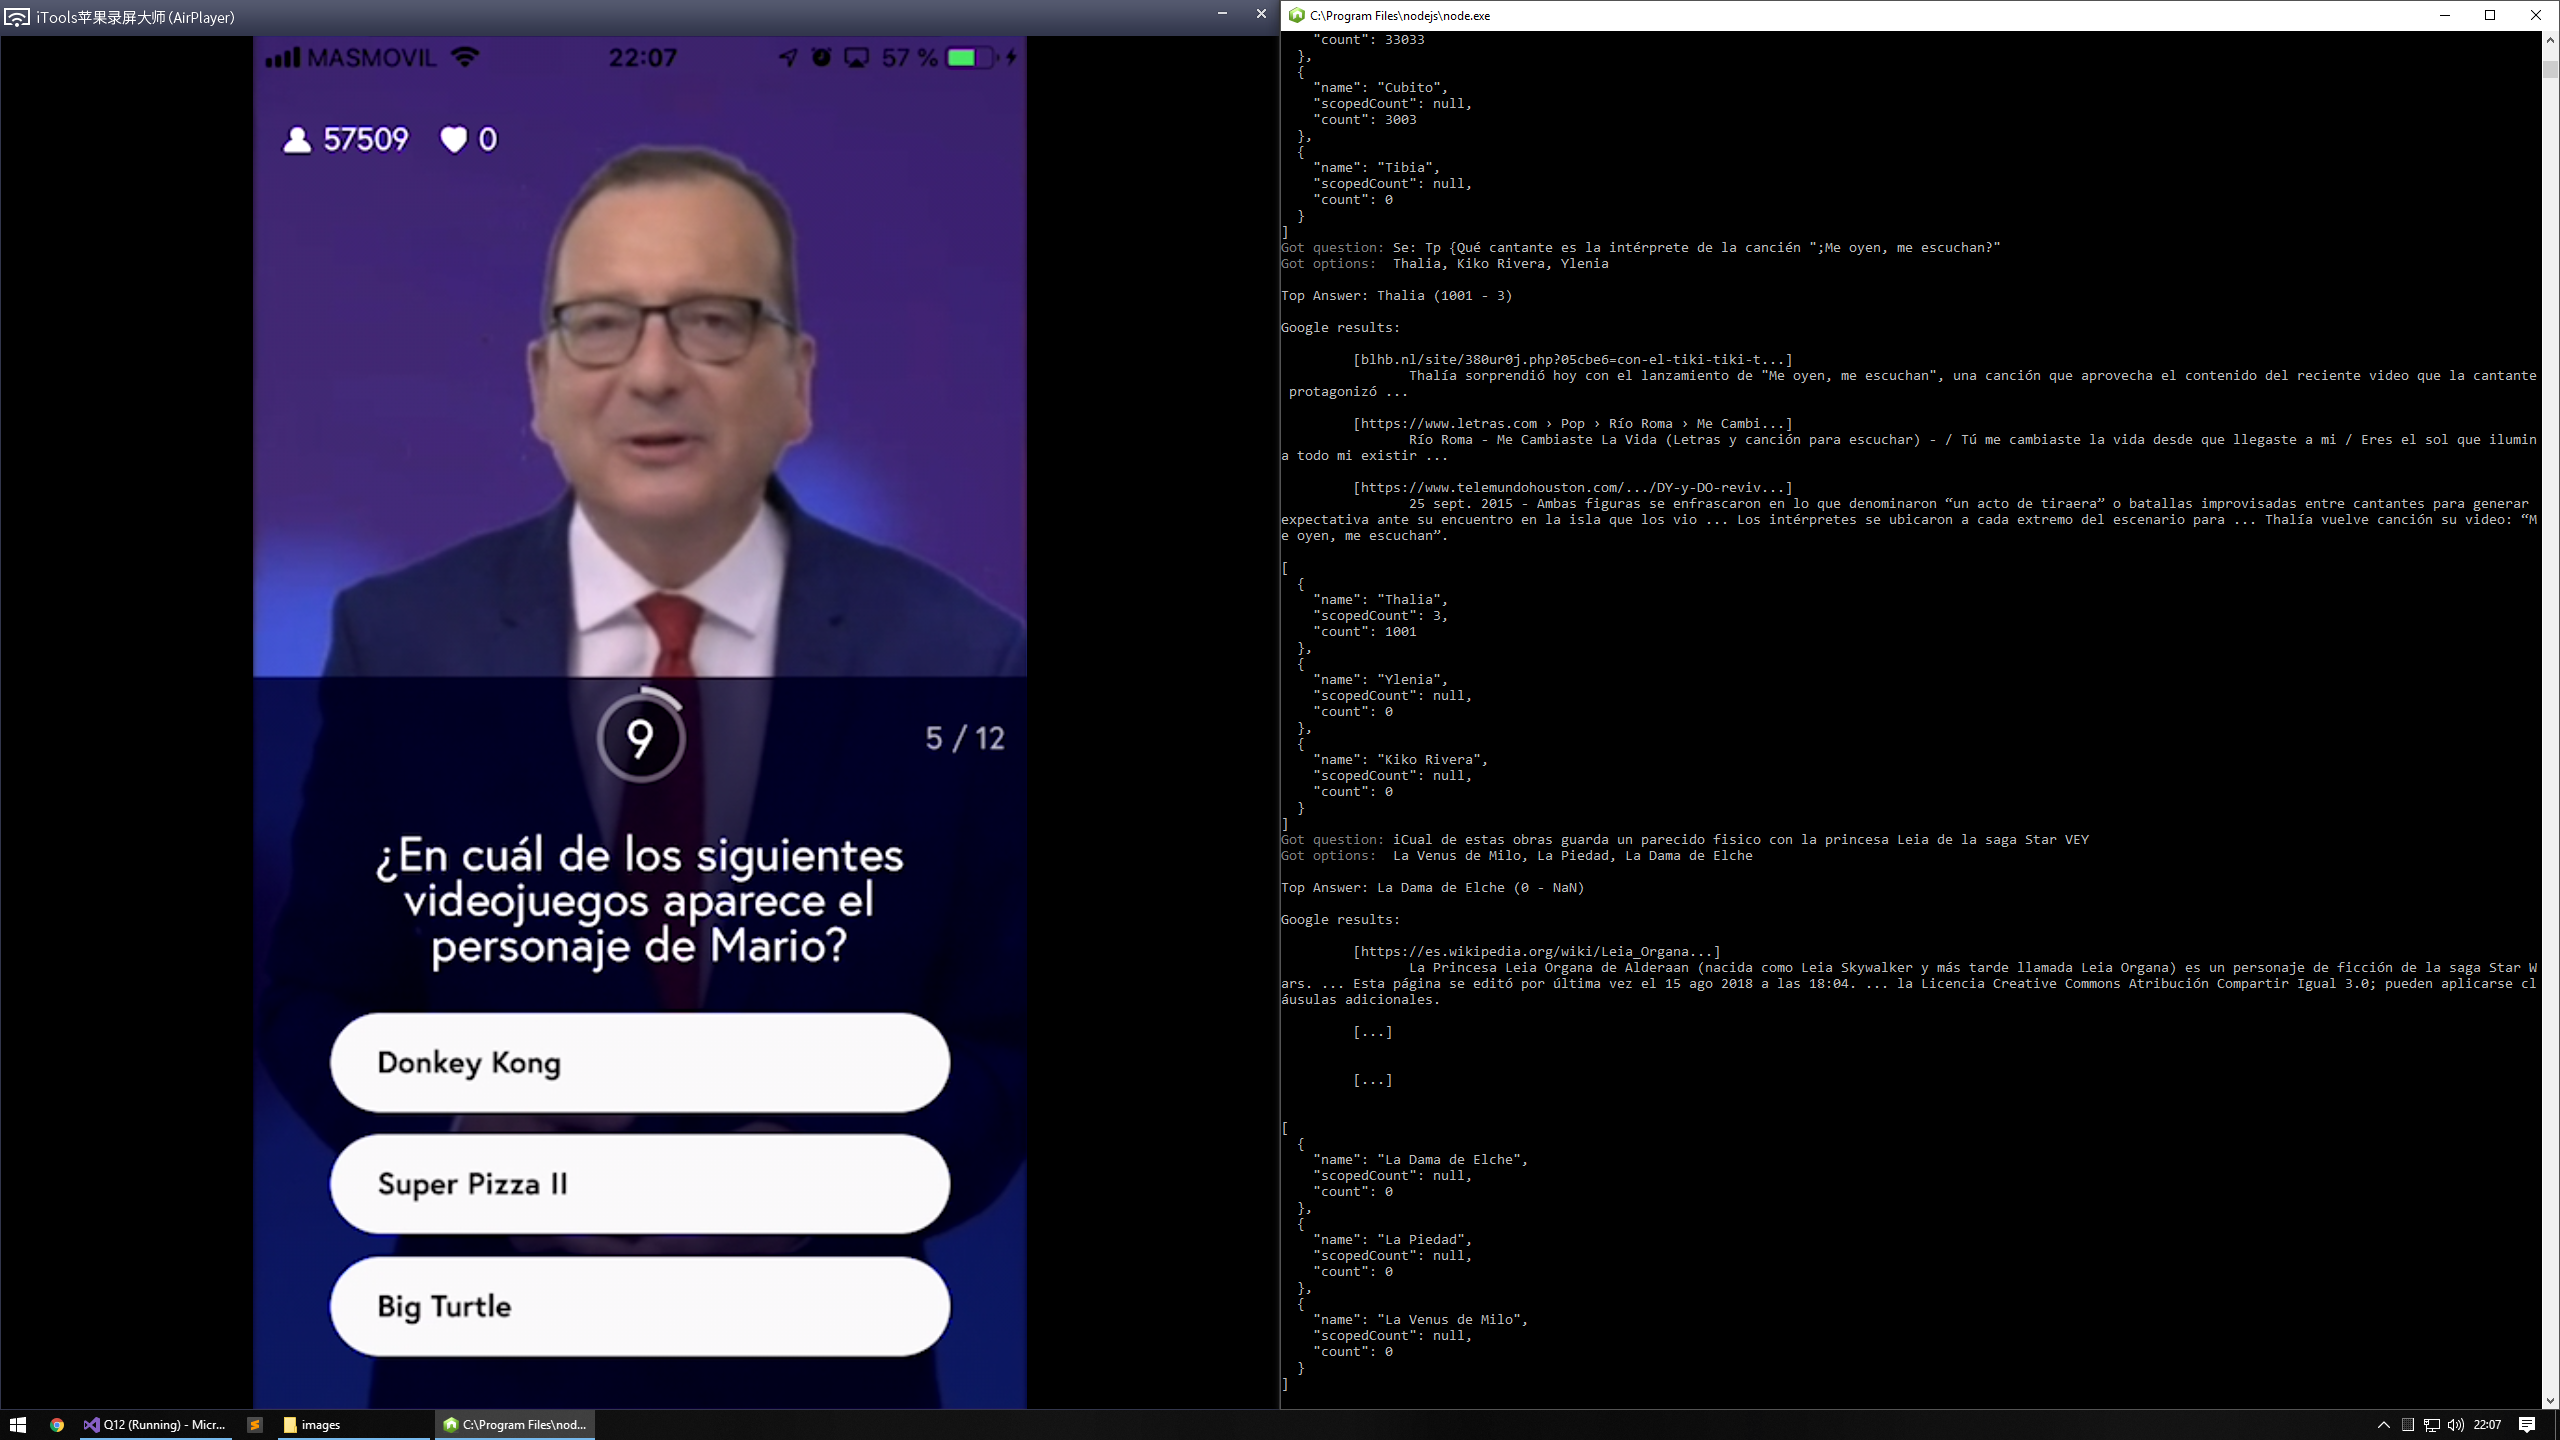 iTools苹果录屏大师(AirPlayer)
MASMOVIL
22:07
57 %
57509
0
9
5 / 12
¿En cuál de los siguientes
videojuegos aparece el
personaje de Mario?
Donkey Kong
Super Pizza II
Big Turtle
C:\Program Files\nodejs\node.exe
"count": 33033
},
{
"name": "Cubito",
"scopedCount": null,
"count": 3003
},
{
"name": "Tibia",
"scopedCount": null,
"count": 0
}
]
Got question: Se: Tp {Qué cantante es la intérprete de la cancién ";Me oyen, me escuchan?"
Got options:  Thalia, Kiko Rivera, Ylenia
Top Answer: Thalia (1001 - 3)
Google results:
[blhb.nl/site/380ur0j.php?05cbe6=con-el-tiki-tiki-t...]
Thalía sorprendió hoy con el lanzamiento de "Me oyen, me escuchan", una canción que aprovecha el contenido del reciente video que la cantante
protagonizó ...
[https://www.letras.com › Pop › Río Roma › Me Cambi...]
Río Roma - Me Cambiaste La Vida (Letras y canción para escuchar) - / Tú me cambiaste la vida desde que llegaste a mi / Eres el sol que ilumin
a todo mi existir ...
[https://www.telemundohouston.com/.../DY-y-DO-reviv...]
25 sept. 2015 - Ambas figuras se enfrascaron en lo que denominaron “un acto de tiraera” o batallas improvisadas entre cantantes para generar
expectativa ante su encuentro en la isla que los vio ... Los intérpretes se ubicaron a cada extremo del escenario para ... Thalía vuelve canción su video: “M
e oyen, me escuchan”.
[
{
"name": "Thalia",
"scopedCount": 3,
"count": 1001
},
{
"name": "Ylenia",
"scopedCount": null,
"count": 0
},
{
"name": "Kiko Rivera",
"scopedCount": null,
"count": 0
}
]
Got question: iCual de estas obras guarda un parecido fisico con la princesa Leia de la saga Star VEY
Got options:  La Venus de Milo, La Piedad, La Dama de Elche
Top Answer: La Dama de Elche (0 - NaN)
Google results:
[https://es.wikipedia.org/wiki/Leia_Organa...]
La Princesa Leia Organa de Alderaan (nacida como Leia Skywalker y más tarde llamada Leia Organa) es un personaje de ficción de la saga Star W
ars. ... Esta página se editó por última vez el 15 ago 2018 a las 18:04. ... la Licencia Creative Commons Atribución Compartir Igual 3.0; pueden aplicarse cl
áusulas adicionales.
[...]
[...]
[
{
"name": "La Dama de Elche",
"scopedCount": null,
"count": 0
},
{
"name": "La Piedad",
"scopedCount": null,
"count": 0
},
{
"name": "La Venus de Milo",
"scopedCount": null,
"count": 0
}
]
Q12 (Running) - Micr...
images
C:\Program Files\nod...
22:07